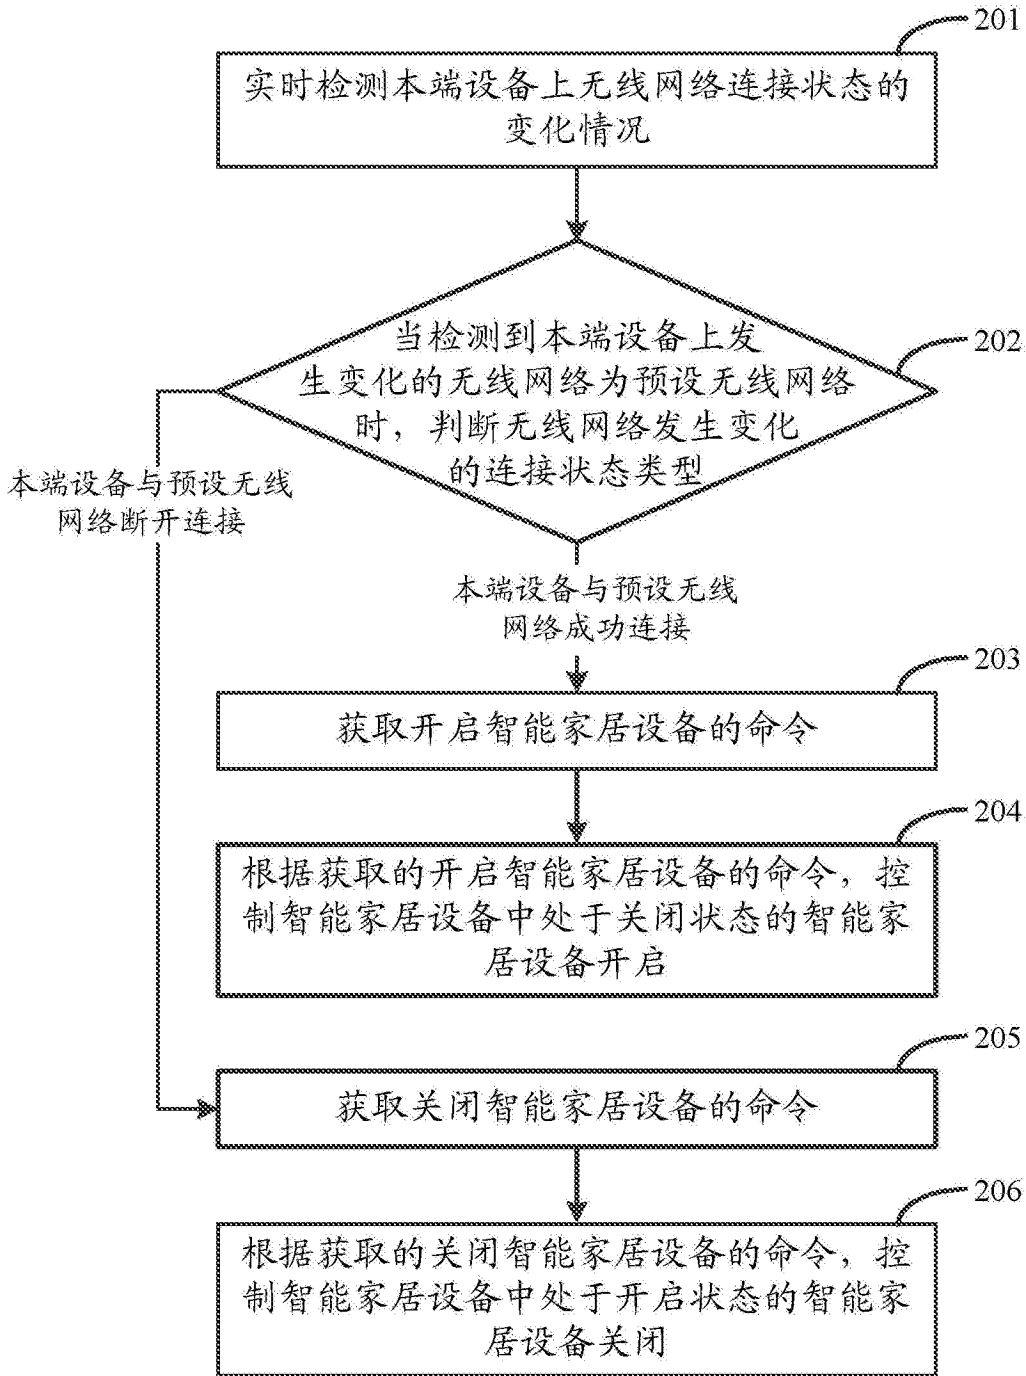 201
实时检测本端设备上无线网络连接状态的
变化情况
202
当检测到本端设备上发
生变化的无线网络为预设无线网络
时，判断无线网络发生变化
的连接状态类型
本端设备与预设无线
网络断开连接
本端设备与预设无线
网络成功连接
203
获取开启智能家居设备的命令
204
根据获取的开启智能家居设备的命令，控
制智能家居设备中处于关闭状态的智能家
居设备开启
205
获取关闭智能家居设备的命令
206
根据获取的关闭智能家居设备的命令，控
制智能家居设备中处于开启状态的智能家
居设备关闭